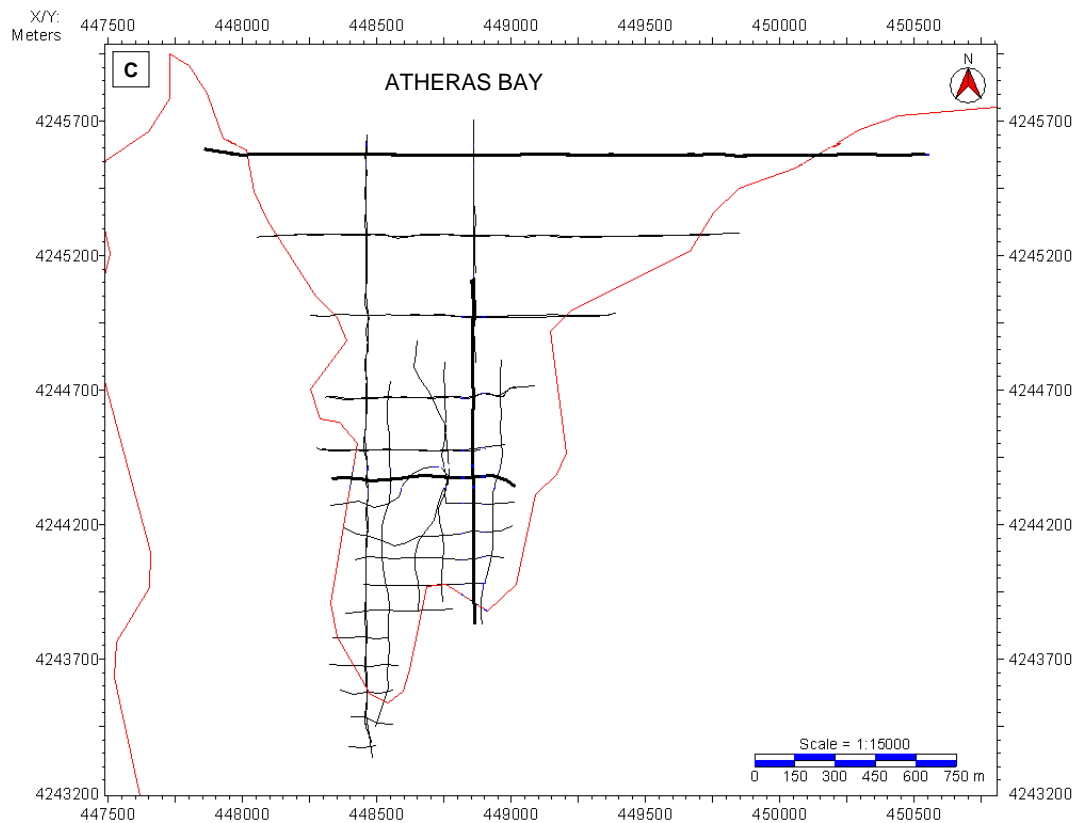 X/Y:
Meters
447500 448000 448500 449000 449500 450000 450500
C
ATHERAS BAY
N
4245700 4245700
4245200 4245200
4244700 4244700
4244200 4244200
4243700 4243700
Scale = 1:15000
0 150 300 450 600 750 m
4243200 4243200
447500 448000 448500 449000 449500 450000 450500